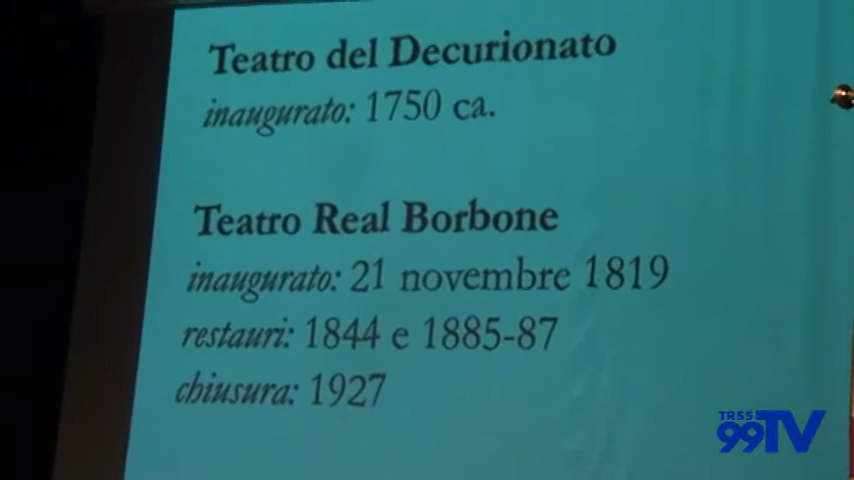 Teatro del Decurionato
inaugurato: 1750 ca.
Teatro Real Borbone
inaugurato: 21 novembre 1819
restauri: 1844 e 1885-87
chiusura: 1927
TRSS
99TV